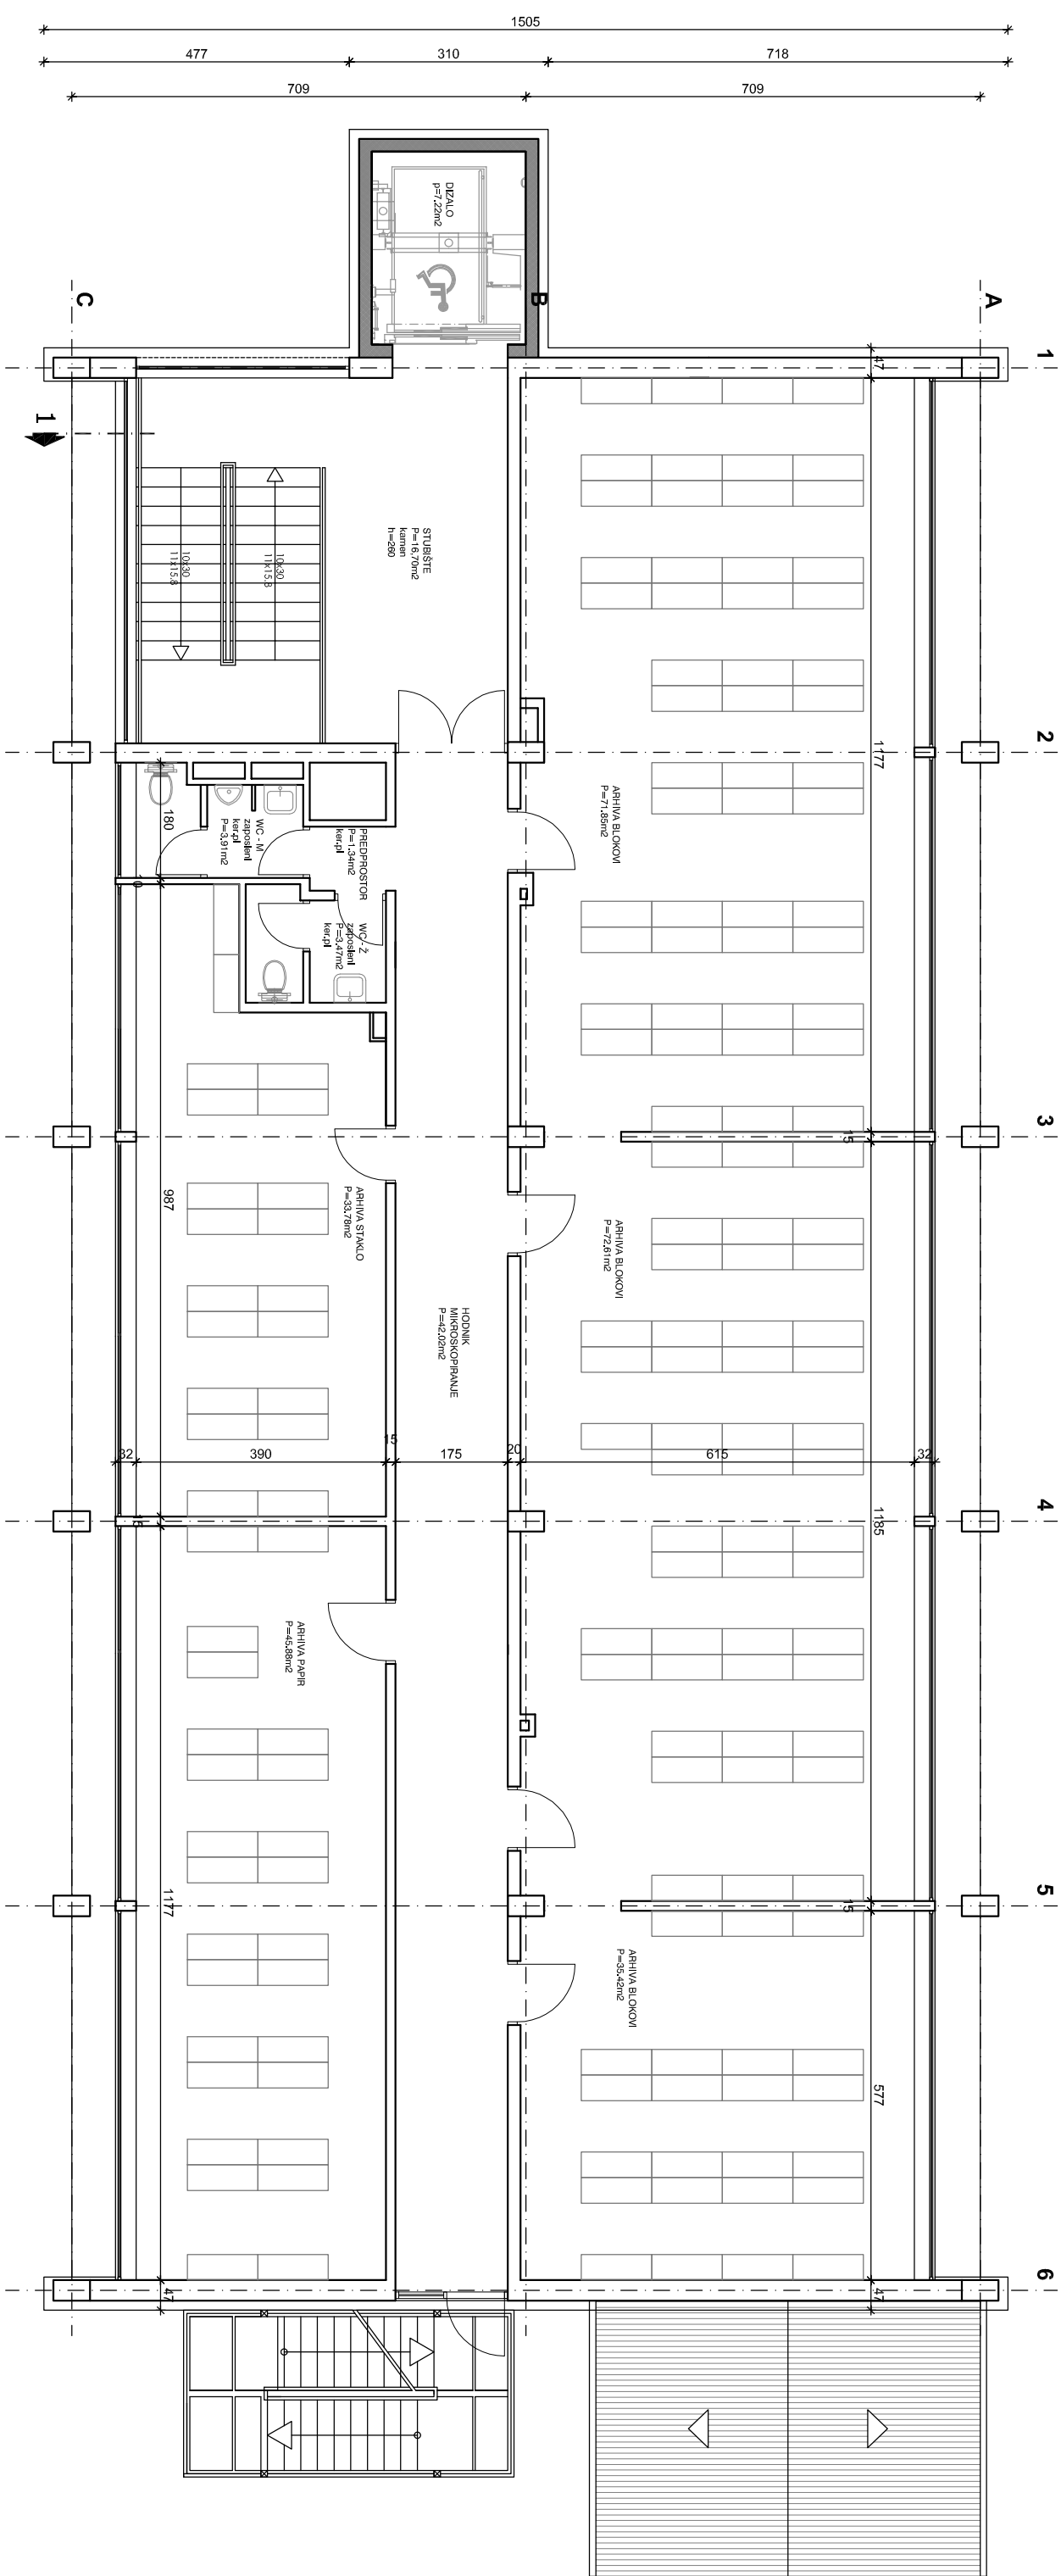 1505
477
310
718
709
709
DIZALO
p=7.22m2
C
B
A
1
47
1
STUBIŠTE
P=16,70m2
kamen
h=260
10x30
11x15,8
10x30
11x15,8
2
1177
ARHIVA BLOKOVI
P=71.85m2
180
WC - M
zaposleni
ker.pl
P=3,91m2
PREDPROSTOR
P=1,34m2
ker.pl
WC - Ž
zaposleni
P=3,47m2
ker.pl
3
15
987
ARHIVA STAKLO
P=33.78m2
ARHIVA BLOKOVI
P=72,61m2
HODNIK
MIKROSKOPIRANJE
P=42.02m2
32
390
15
175
20
615
32
4
15
1185
ARHIVA PAPIR
P=45.88m2
5
15
1177
ARHIVA BLOKOVI
P=35.42m2
577
6
47
47